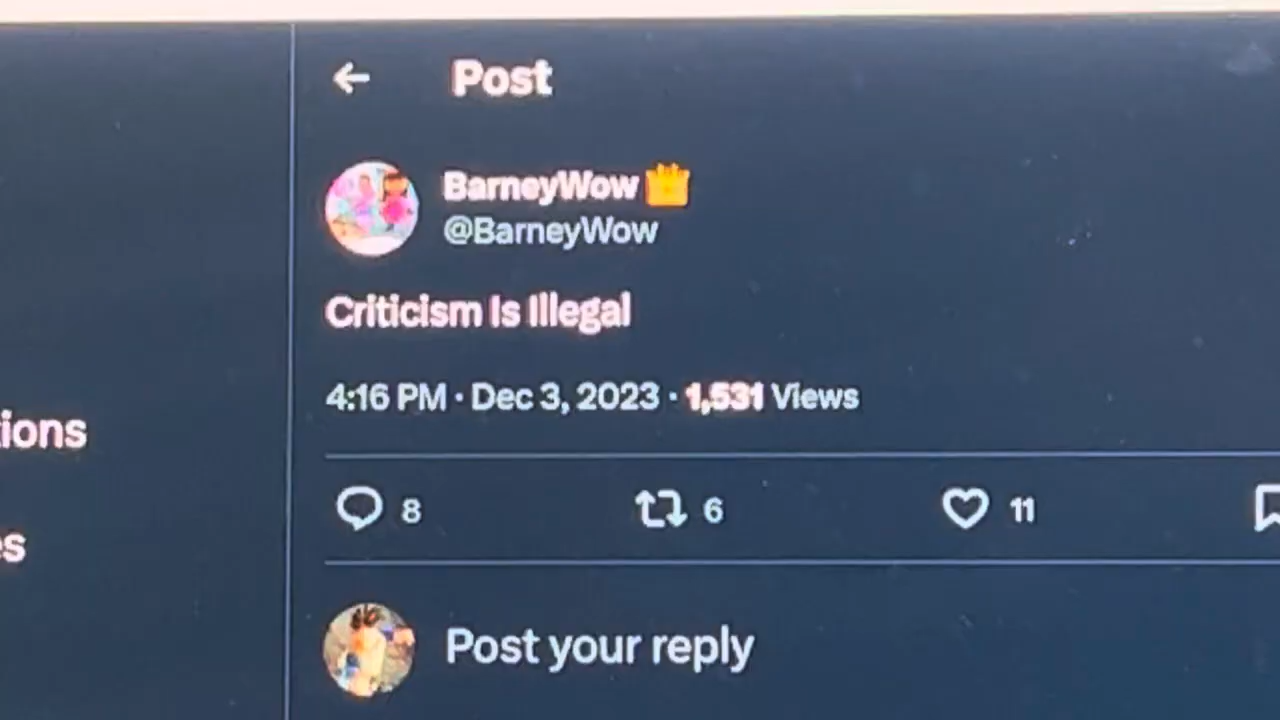 Post
BarneyWow
@BarneyWow
Criticism Is Illegal
4:16 PM · Dec 3, 2023 · 1,531 Views
tions
es
8 6 11
Post your reply